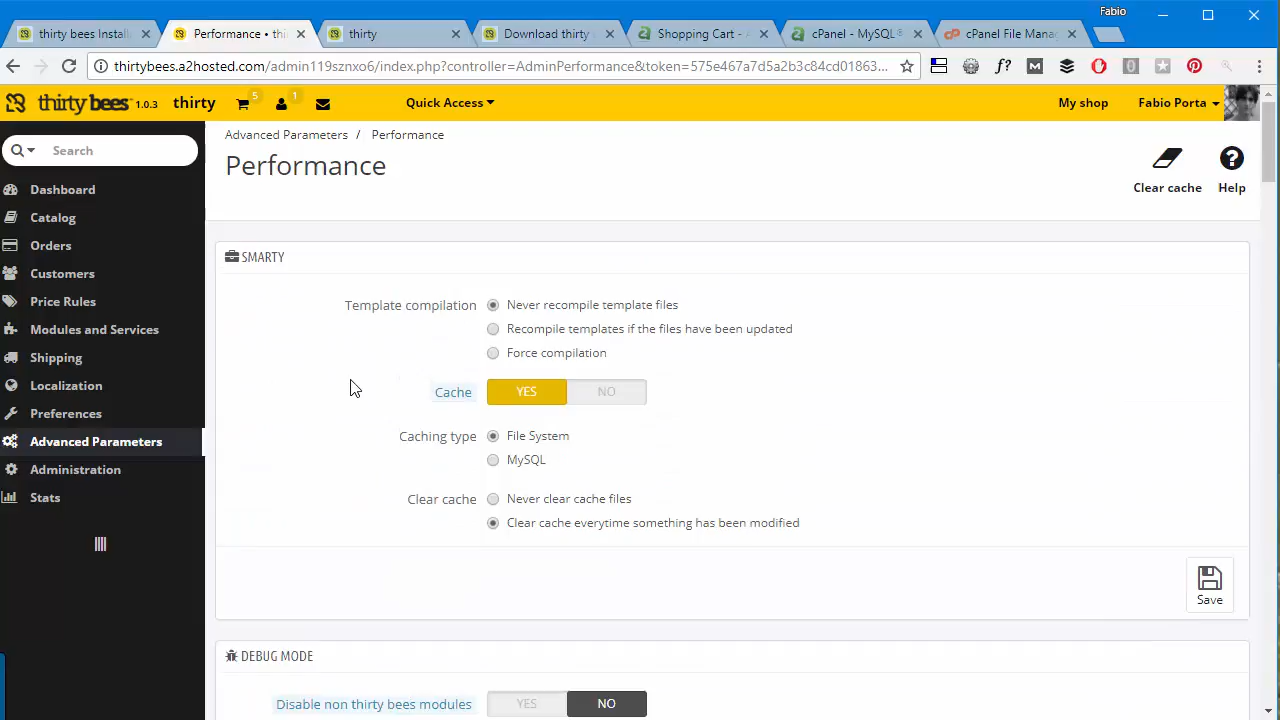 Fabio
thirty bees Install
Performance • thi
thirty
Download thirty
Shopping Cart - A
cPanel - MySQL®
cPanel File Mana
thirtybees.a2hosted.com/admin119sznxo6/index.php?controller=AdminPerformance&token=575e467a7d5a2b3c84cd01863...
thirty bees 1.0.3 thirty 5 1 Quick Access My shop Fabio Porta
Search
Dashboard
Catalog
Orders
Customers
Price Rules
Modules and Services
Shipping
Localization
Preferences
Advanced Parameters
Administration
Stats
Advanced Parameters / Performance
Performance
Clear cache
Help
SMARTY
Template compilation Never recompile template files
Recompile templates if the files have been updated
Force compilation
Cache YES NO
Caching type File System
MySQL
Clear cache Never clear cache files
Clear cache everytime something has been modified
Save
DEBUG MODE
Disable non thirty bees modules YES NO